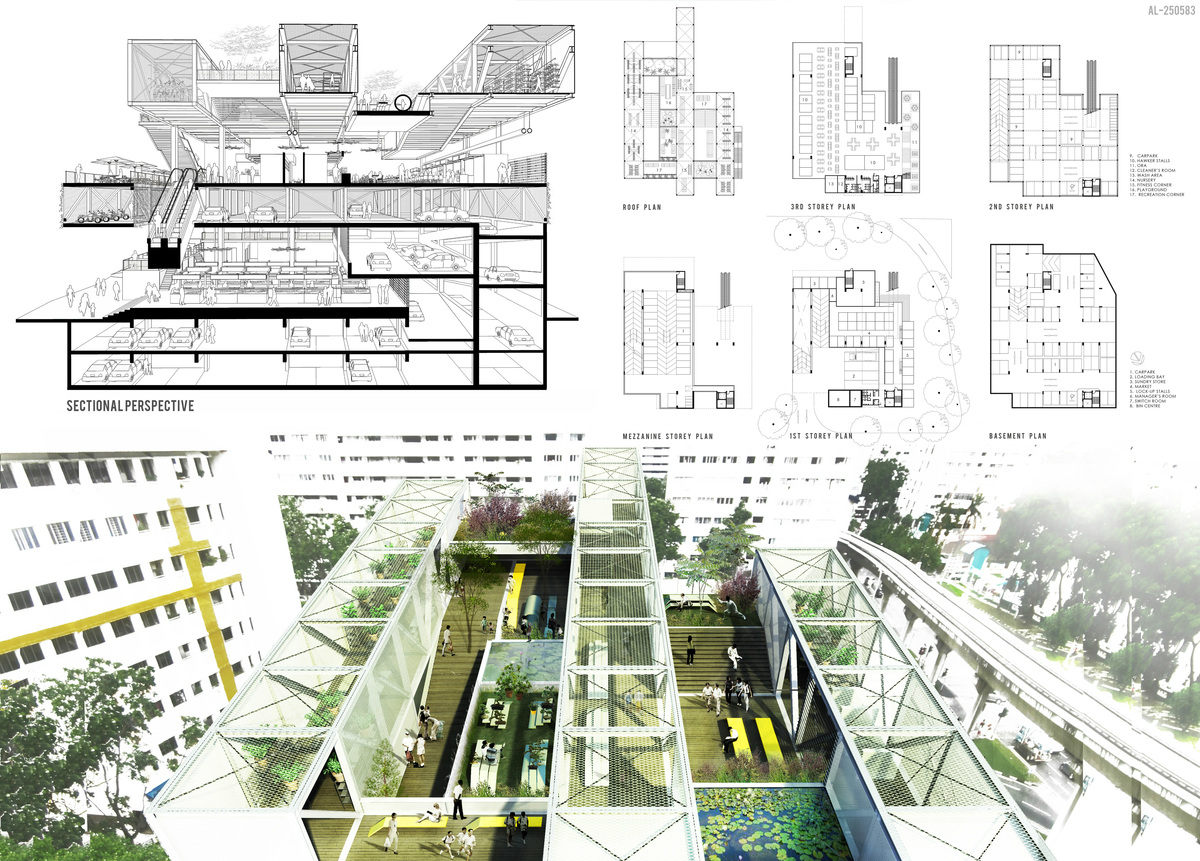 AL-250583
ROOF PLAN
3RD STOREY PLAN
2ND STOREY PLAN
9. CARPARK
10. HAWKER STALLS
11. ORA
12. CLEANER'S ROOM
13. WASH AREA
14. NURSERY
15. FITNESS CORNER
16. PLAYGROUND
17. RECREATION CORNER
SECTIONAL PERSPECTIVE
MEZZANINE STOREY PLAN
1ST STOREY PLAN
BASEMENT PLAN
1. CARPARK
2. LOADING BAY
3. SUNDRY STORE
4. MARKET
5. LOCK-UP STALLS
6. MANAGER'S ROOM
7. SWITCH ROOM
8. BIN CENTRE